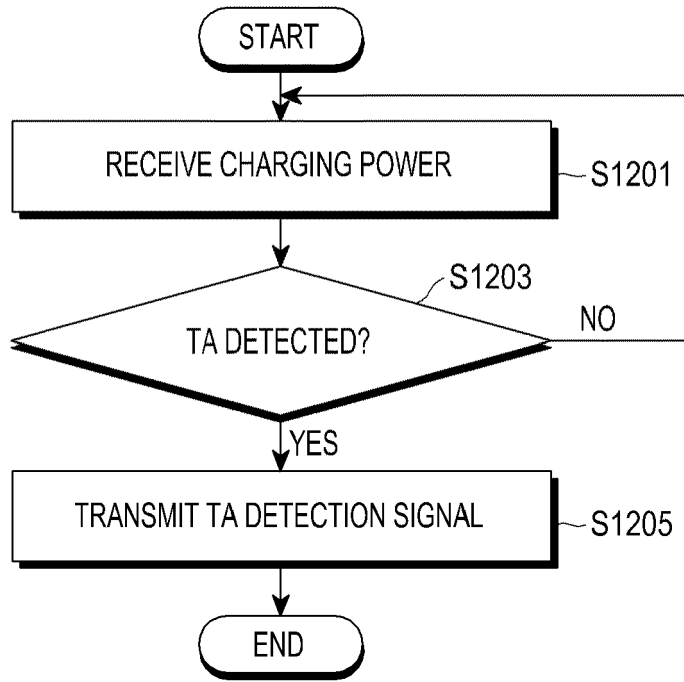 START
RECEIVE CHARGING POWER
S1201
S1203
TA DETECTED?
NO
YES
TRANSMIT TA DETECTION SIGNAL
S1205
END